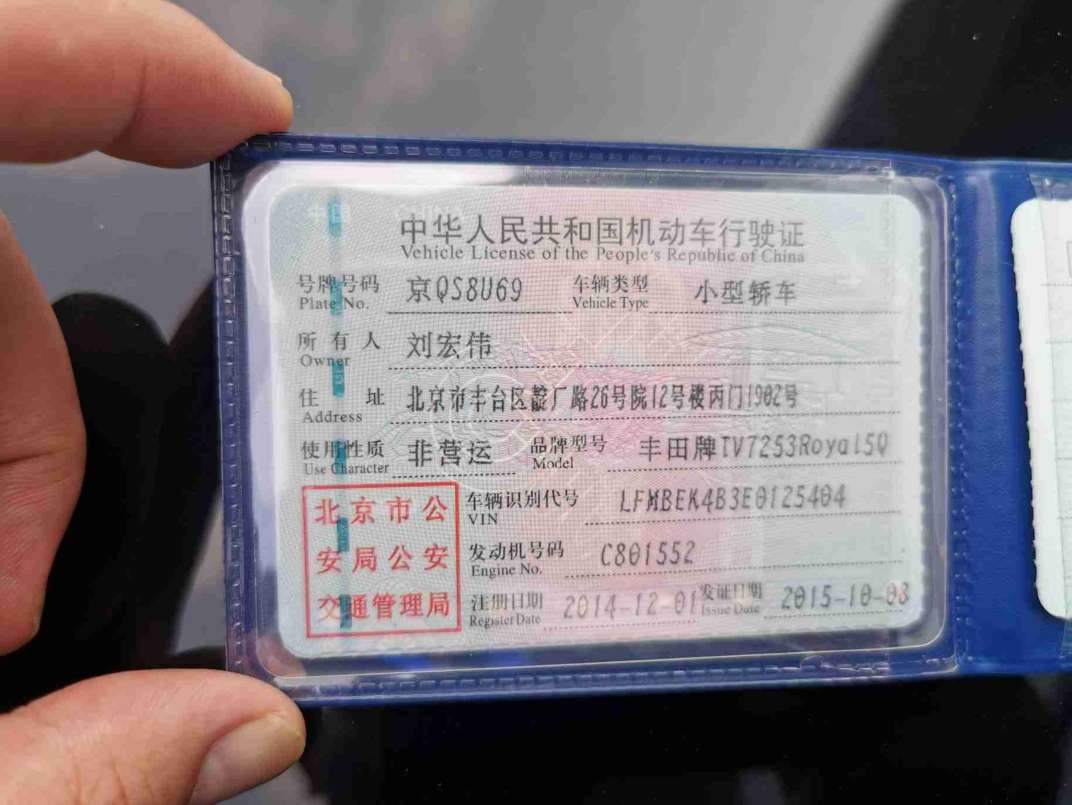 中华人民共和国机动车行驶证
Vehicle License of the People's Republic of China
号牌号码 京QS8U69 车辆类型 小型轿车
Plate No. Vehicle Type
所有人 刘宏伟
Owner
住址 北京市丰台区 厂路26号院12号楼丙门1902号
Address
使用性质 非营运 品牌型号 丰田牌TV7253Royal5Q
Use Character Model
北京市公
安局公安
交通管理局
车辆识别代号 LFMBEK4B3E0125404
VIN
发动机号码 C801552
Engine No.
注册日期 2014-12-01 发证日期 2015-10-08
Register Date Issue Date